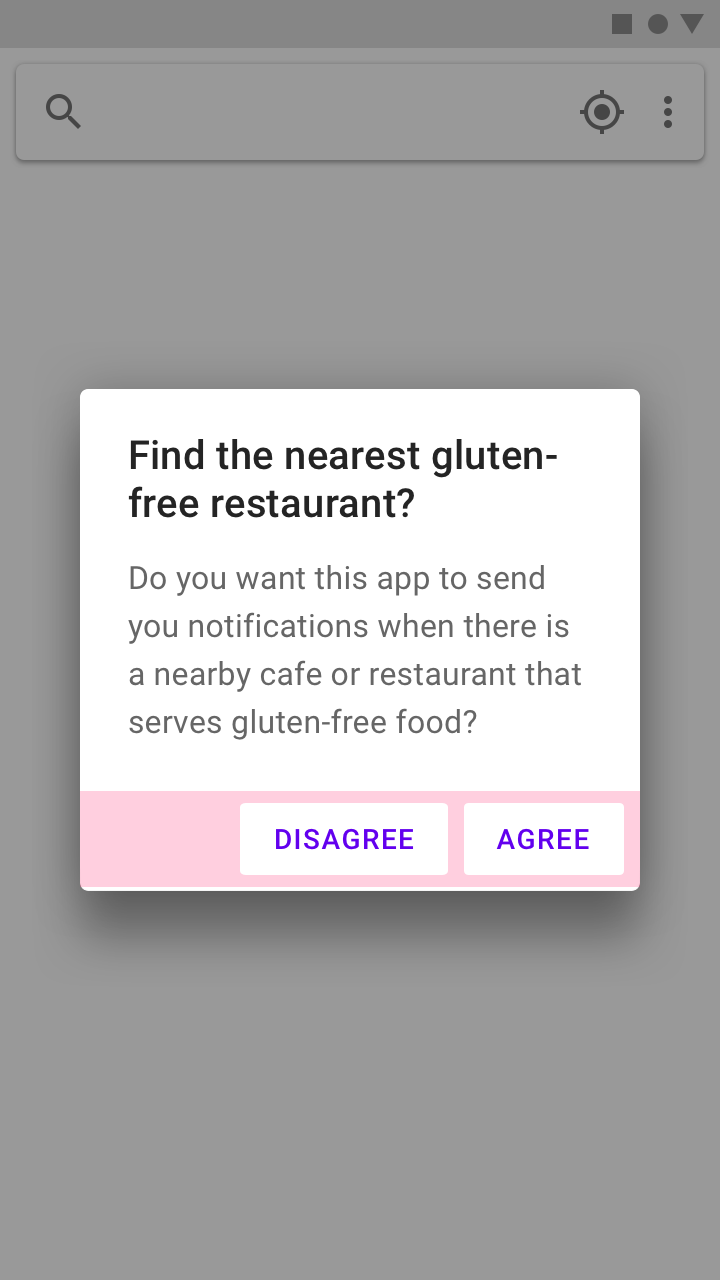 Find the nearest gluten-
free restaurant?
Do you want this app to send
you notifications when there is
a nearby cafe or restaurant that
serves gluten-free food?
DISAGREE AGREE